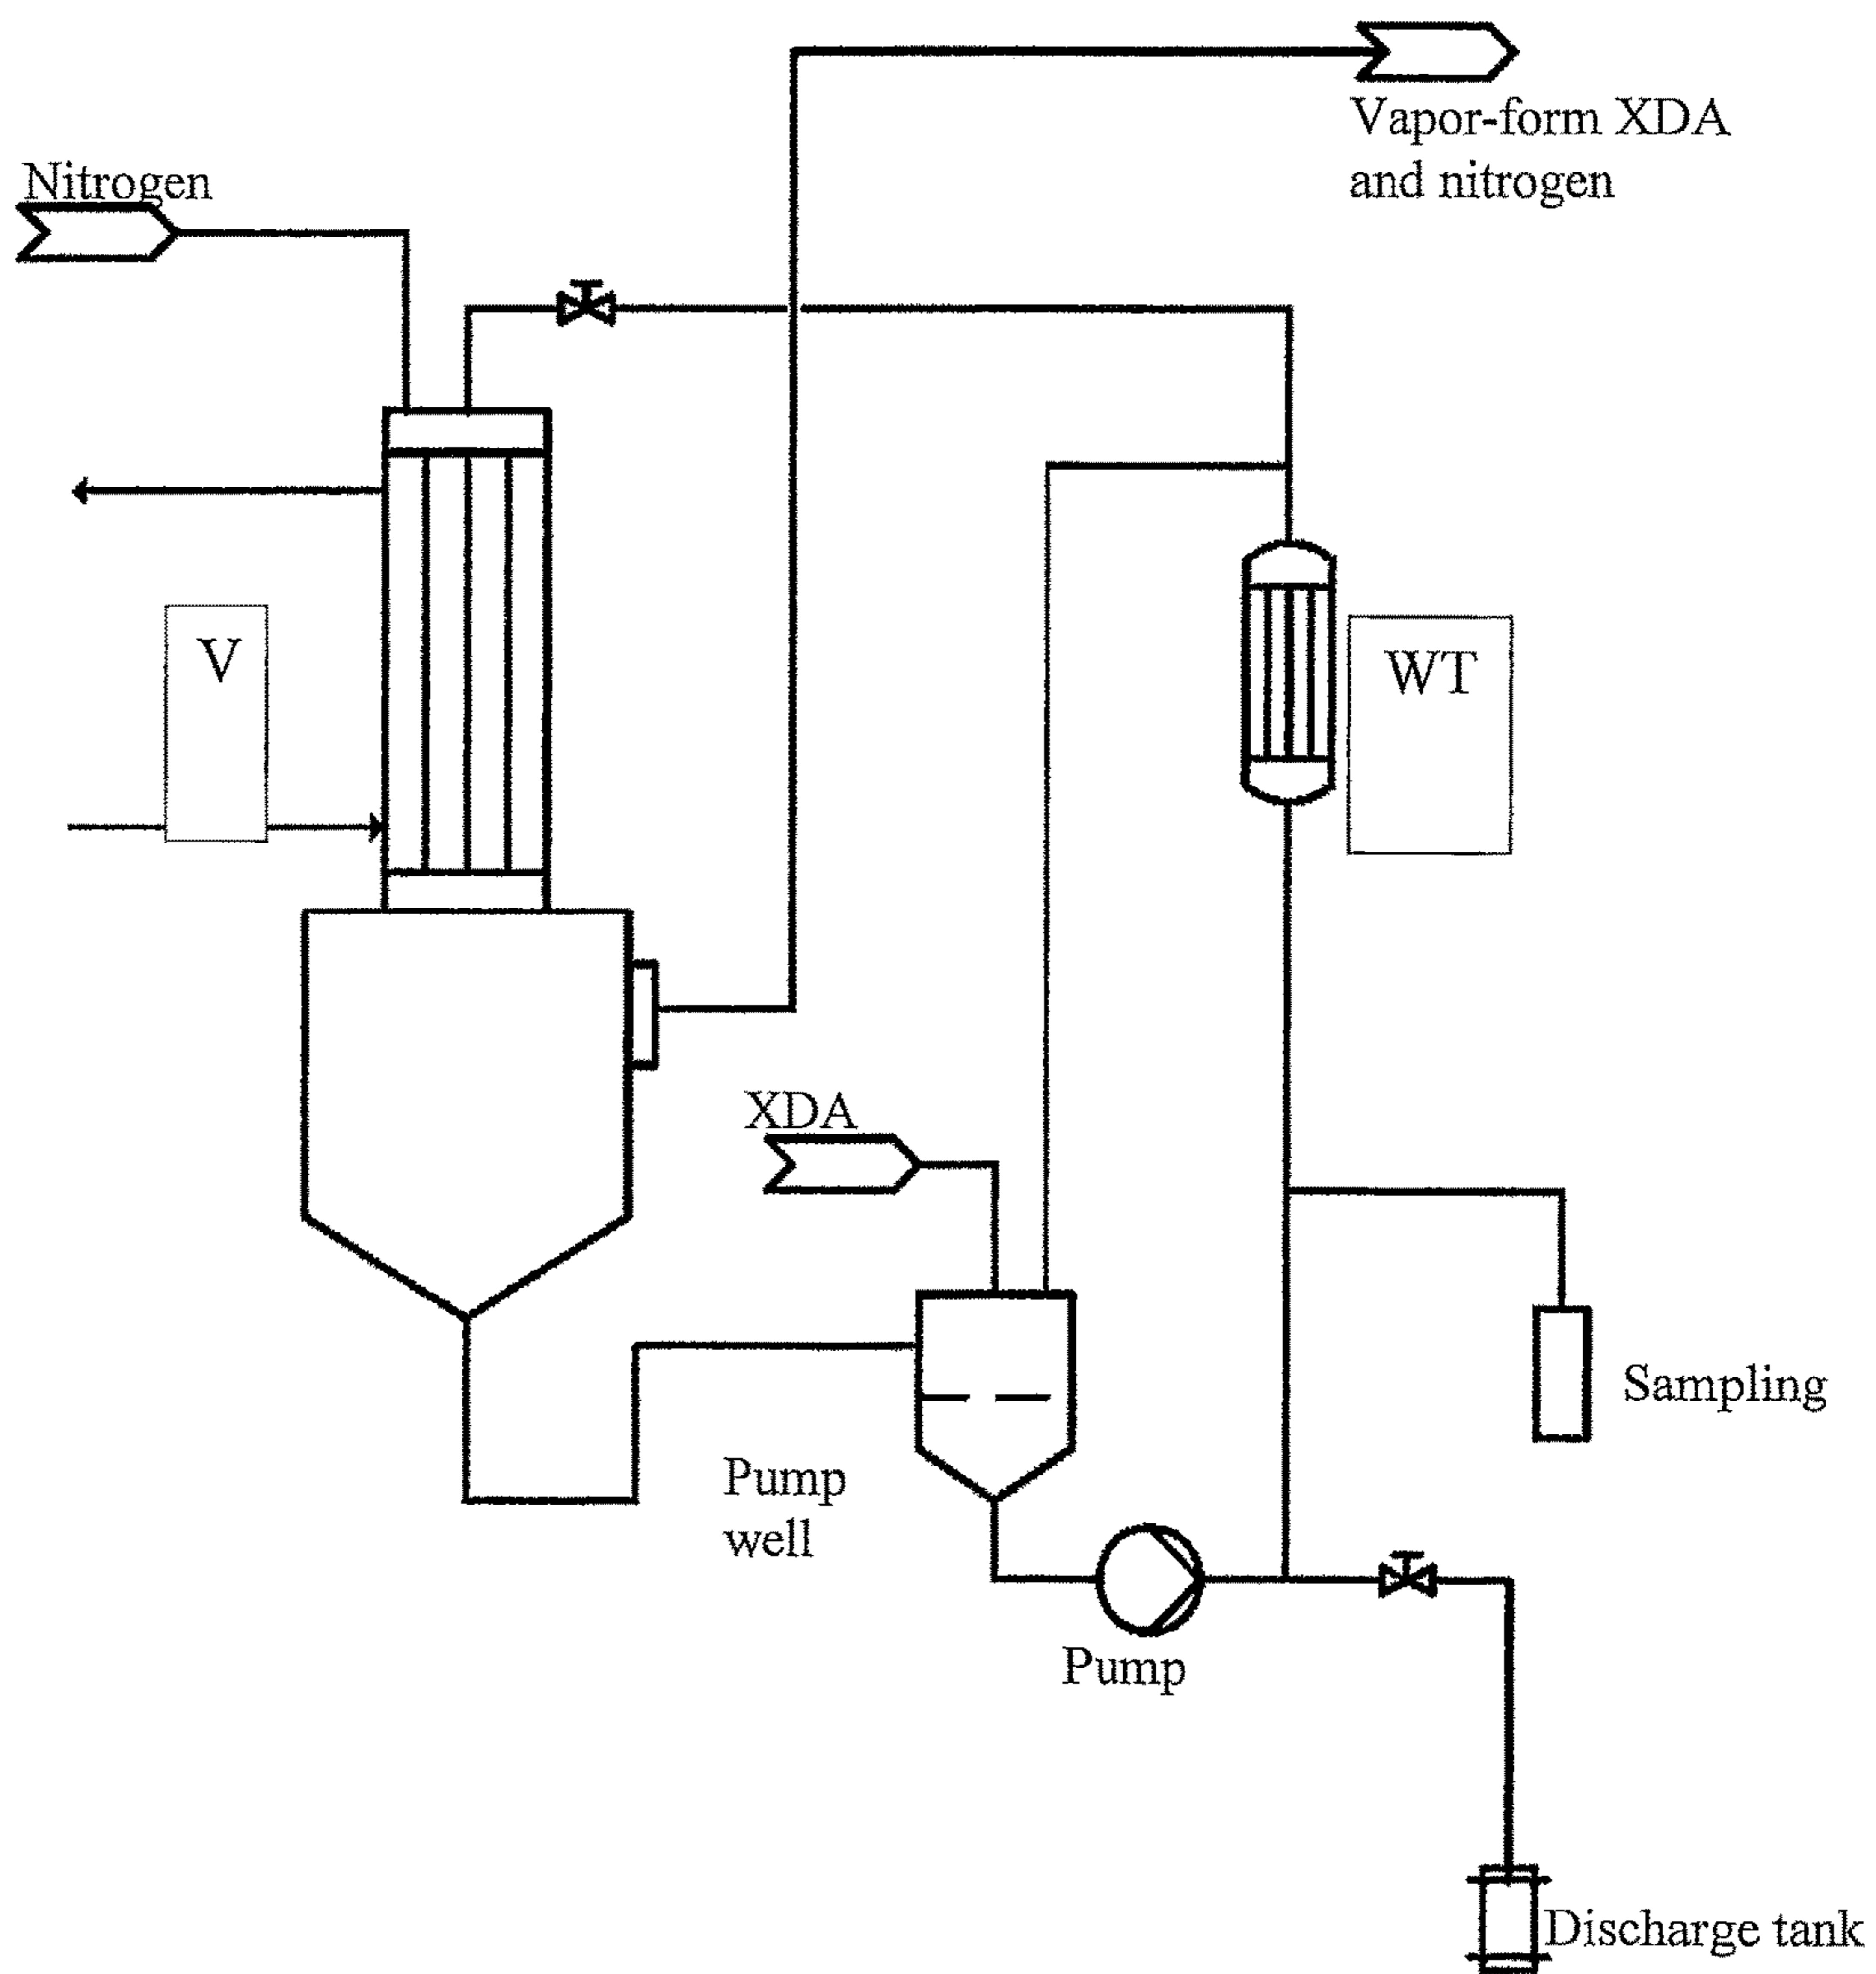 Vapor-form XDA
and nitrogen
Nitrogen
V
WT
XDA
Sampling
Pump
well
Pump
Discharge tank